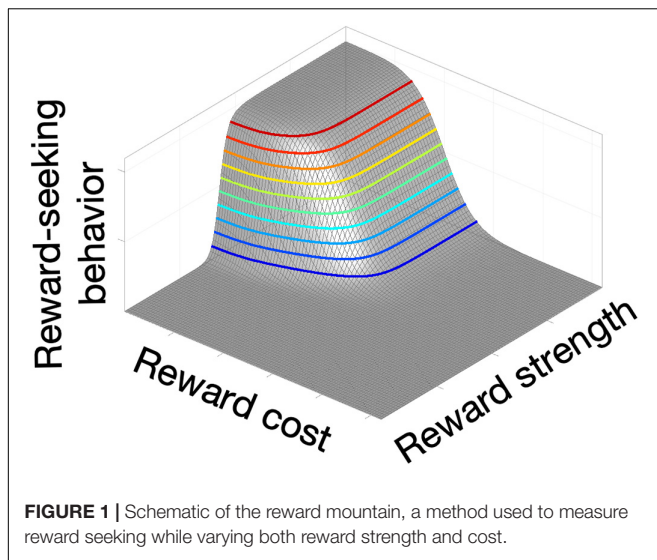 Reward-seeking
behavior
Reward cost
Reward strength
FIGURE 1 | Schematic of the reward mountain, a method used to measure
reward seeking while varying both reward strength and cost.